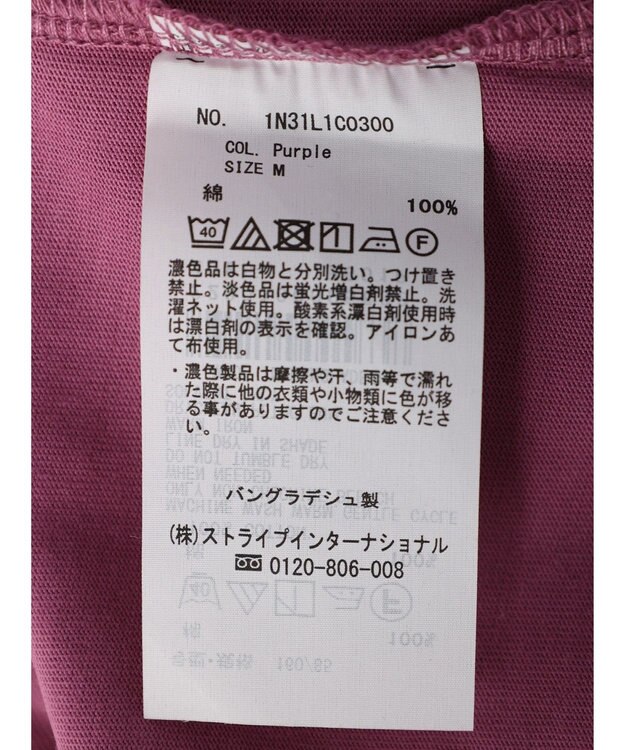 NO. 1N31L1C0300
COL. Purple
SIZE M
綿 100%
40 F
濃色品は白物と分別洗い。つけ置き
禁止。淡色品は蛍光増白剤禁止。洗
濯ネット使用。酸素系漂白剤使用時
は漂白剤の表示を確認。アイロンあ
て布使用。
・濃色製品は摩擦や汗、雨等で濡れ
た際に他の衣類や小物類に色が移
る事がありますのでご注意くださ
い。
バングラデシュ製
(株)ストライプインターナショナル
0120-806-008